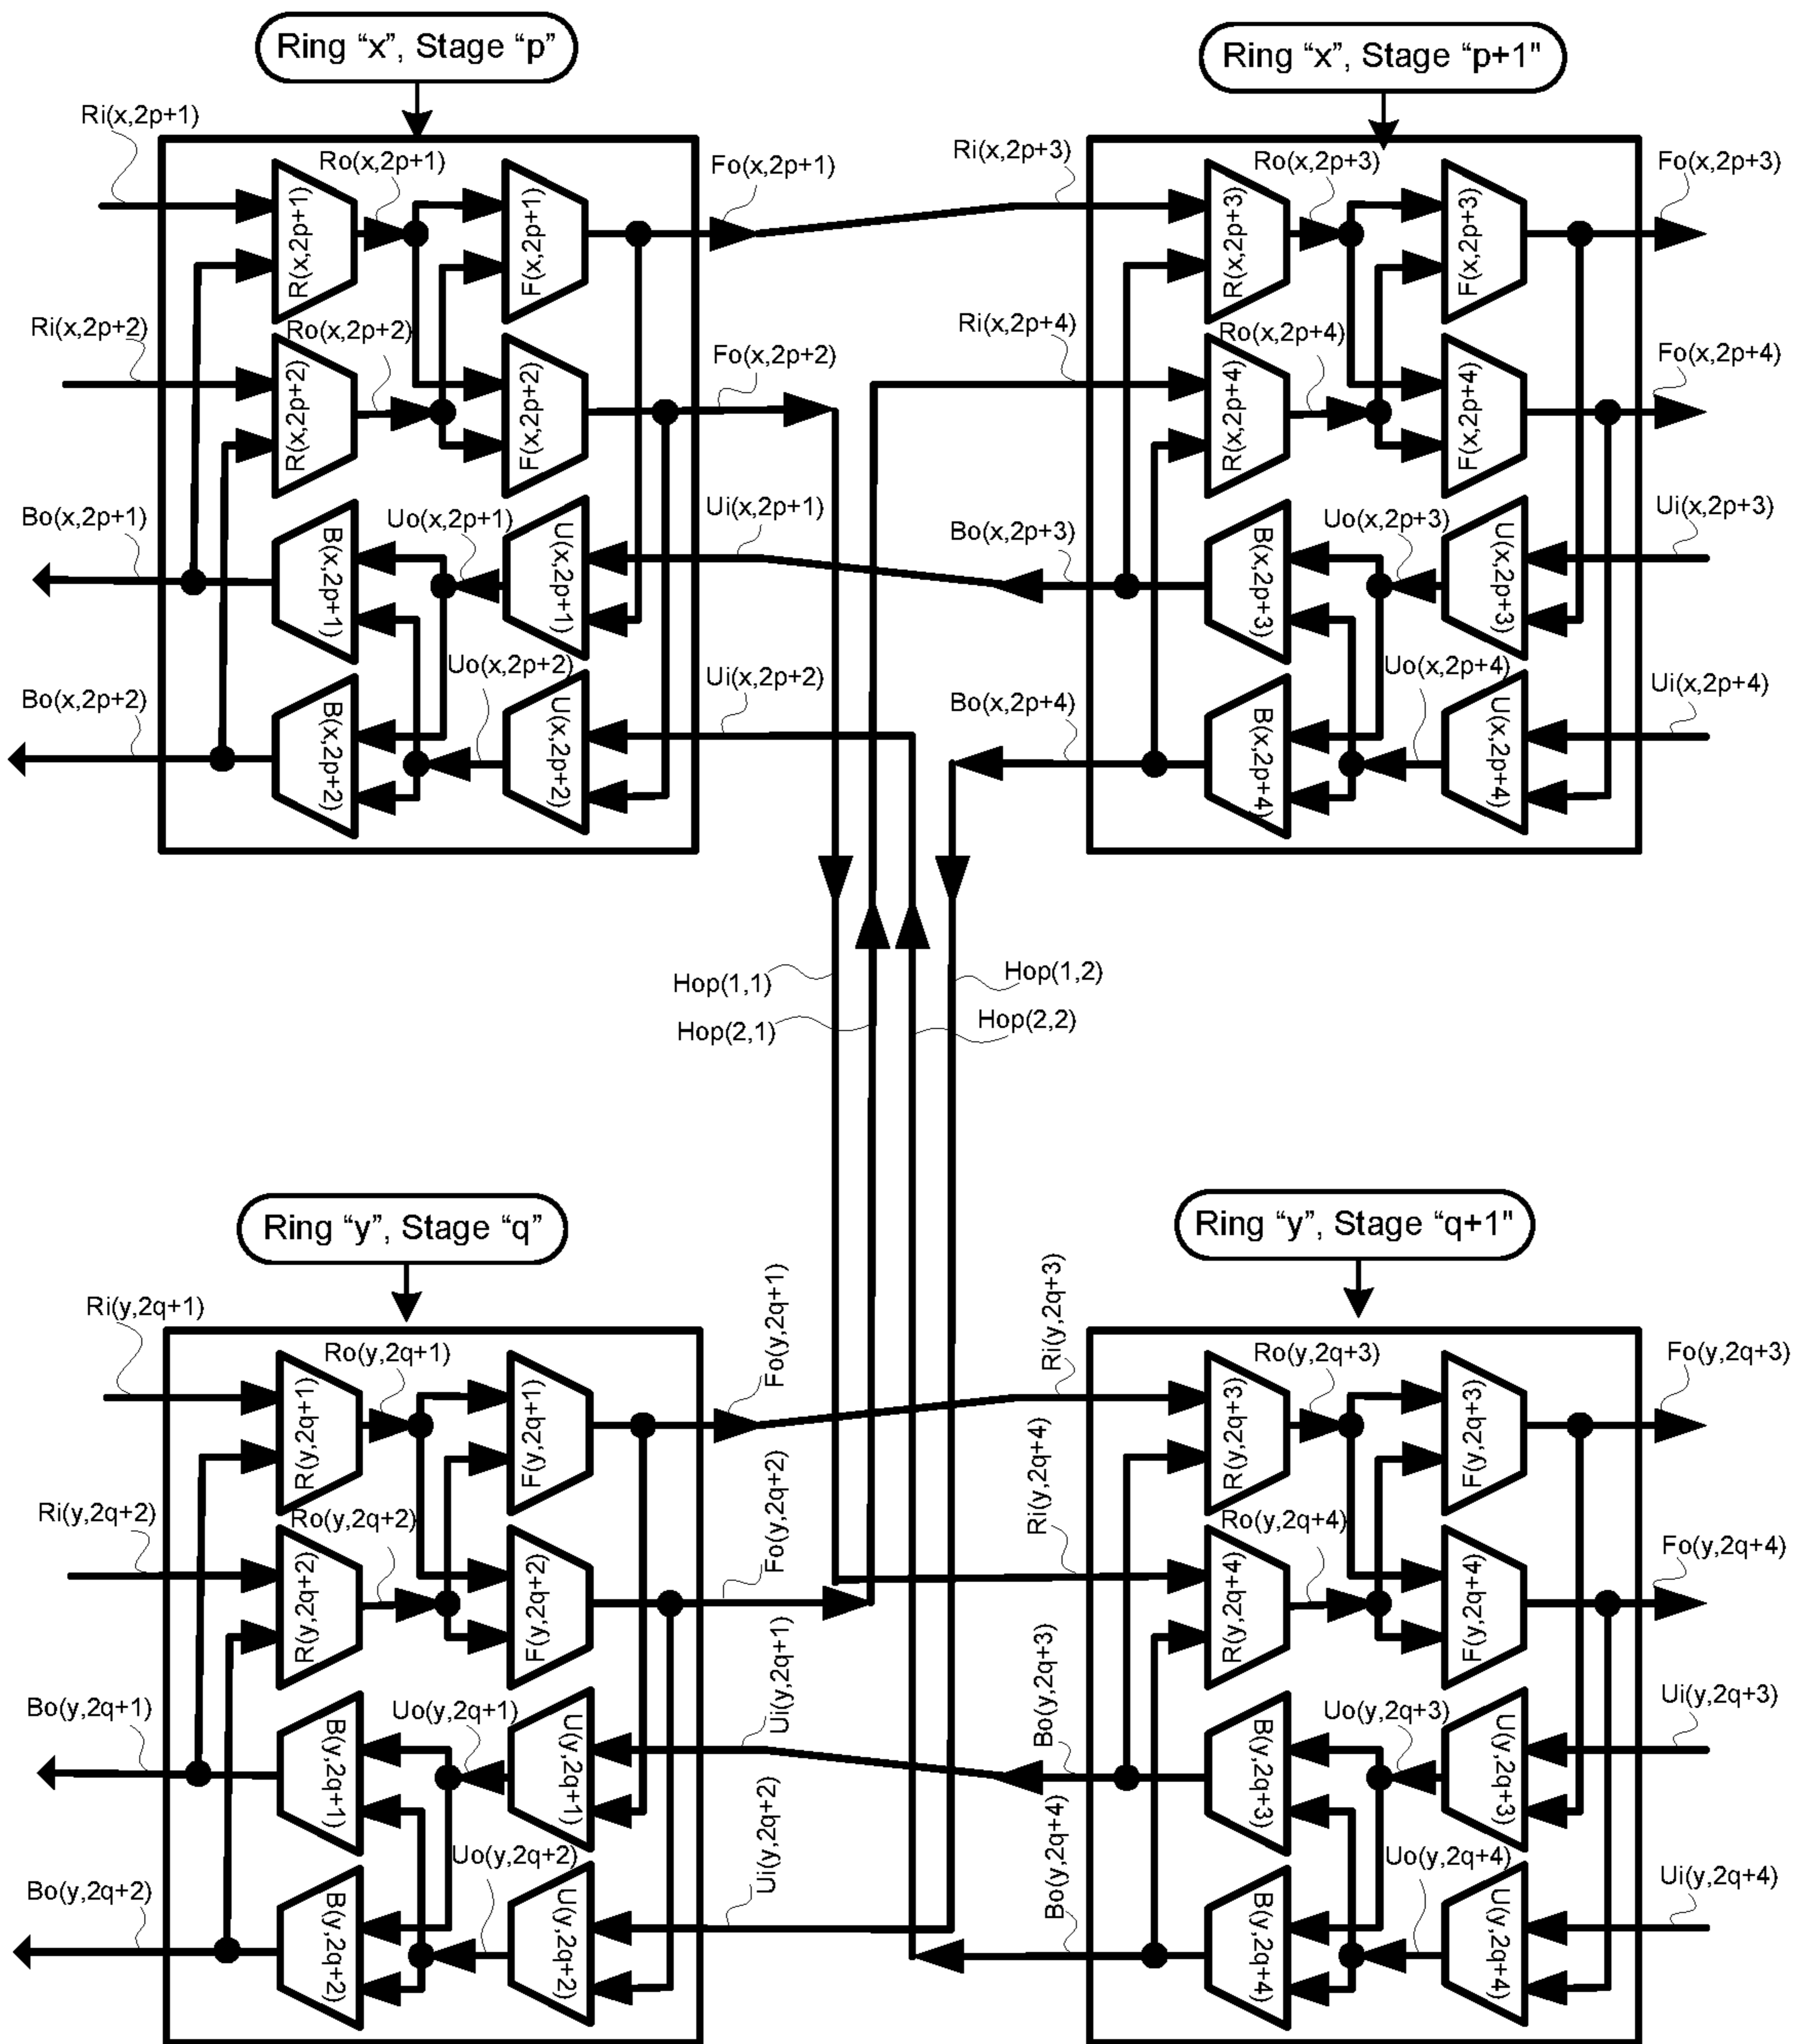 Ring “x”, Stage “p”
Ring “x”, Stage “p+1"
Ri(x,2p+1)
Ro(x,2p+1)
Fo(x,2p+1)
R(x,2p+1)
F(x,2p+1)
Ri(x,2p+2)
Ro(x,2p+2)
Fo(x,2p+2)
R(x,2p+2)
F(x,2p+2)
Bo(x,2p+1)
Uo(x,2p+1)
Ui(x,2p+1)
B(x,2p+1)
U(x,2p+1)
Bo(x,2p+2)
Uo(x,2p+2)
Ui(x,2p+2)
B(x,2p+2)
U(x,2p+2)
Ri(x,2p+3)
Ro(x,2p+3)
Fo(x,2p+3)
R(x,2p+3)
F(x,2p+3)
Ri(x,2p+4)
Ro(x,2p+4)
Fo(x,2p+4)
R(x,2p+4)
F(x,2p+4)
Bo(x,2p+3)
Uo(x,2p+3)
Ui(x,2p+3)
B(x,2p+3)
U(x,2p+3)
Bo(x,2p+4)
Uo(x,2p+4)
Ui(x,2p+4)
B(x,2p+4)
U(x,2p+4)
Hop(1,1)
Hop(1,2)
Hop(2,1)
Hop(2,2)
Ring “y”, Stage “q”
Ring “y”, Stage “q+1"
Ri(y,2q+1)
Ro(y,2q+1)
Fo(y,2q+1)
R(y,2q+1)
F(y,2q+1)
Ri(y,2q+2)
Ro(y,2q+2)
Fo(y,2q+2)
R(y,2q+2)
F(y,2q+2)
Bo(y,2q+1)
Uo(y,2q+1)
Ui(y,2q+1)
B(y,2q+1)
U(y,2q+1)
Bo(y,2q+2)
Uo(y,2q+2)
Ui(y,2q+2)
B(y,2q+2)
U(y,2q+2)
Ri(y,2q+3)
Ro(y,2q+3)
Fo(y,2q+3)
R(y,2q+3)
F(y,2q+3)
Ri(y,2q+4)
Ro(y,2q+4)
Fo(y,2q+4)
R(y,2q+4)
F(y,2q+4)
Bo(y,2q+3)
Uo(y,2q+3)
Ui(y,2q+3)
B(y,2q+3)
U(y,2q+3)
Bo(y,2q+4)
Uo(y,2q+4)
Ui(y,2q+4)
B(y,2q+4)
U(y,2q+4)